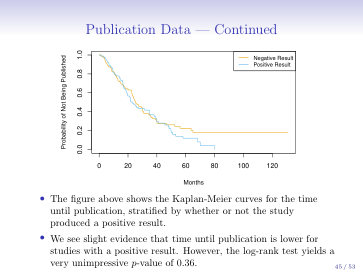 Publication Data — Continued
Probability of Not Being Published
1.0
0.8
0.6
0.4
0.2
0.0
Negative Result
Positive Result
0 20 40 60 80 100 120
Months
• The figure above shows the Kaplan-Meier curves for the time
until publication, stratified by whether or not the study
produced a positive result.
• We see slight evidence that time until publication is lower for
studies with a positive result. However, the log-rank test yields a
very unimpressive p-value of 0.36.
45 / 53